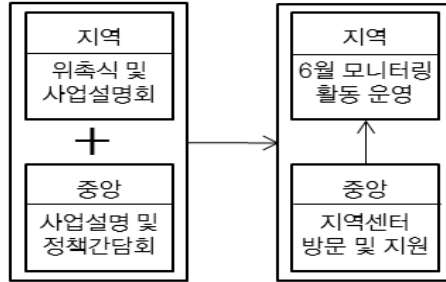 지역
위촉식 및
사업설명회
+
중앙
사업설명 및
정책간담회
지역
6월 모니터링
활동 운영
중앙
지역센터
방문 및 지원